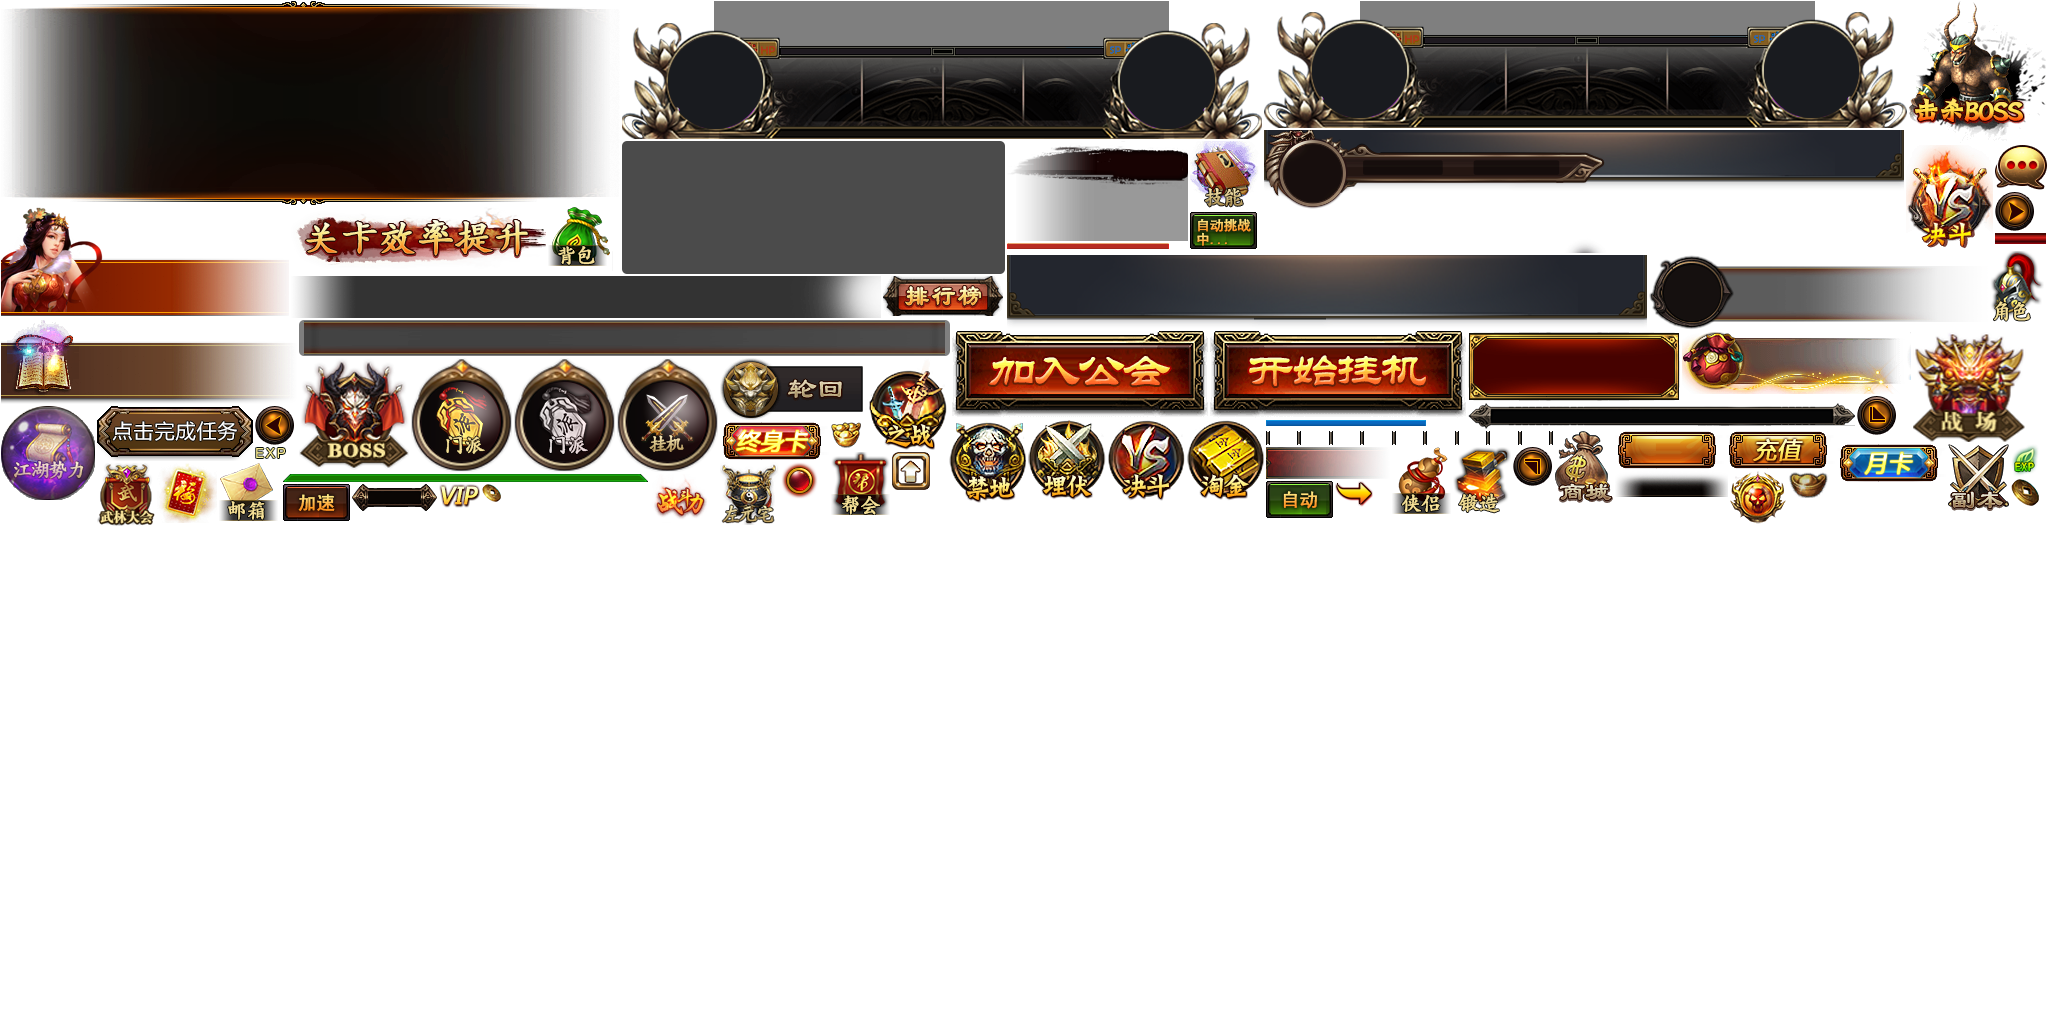 击杀BOSS
技能
自动挑战
中...
决斗
关卡效率提升
背包
排行榜
角色
加入公会
开始挂机
轮回
战 场
点击完成任务
EXP
江湖势力
BOSS
门派
门派
挂机
终身卡
之战
禁地
埋伏
决斗
淘金
充值
月卡
EXP
武林大会
福
邮箱
加速
VIP
战斗力
帮会
自动
侠侣
锻造
商城
副本